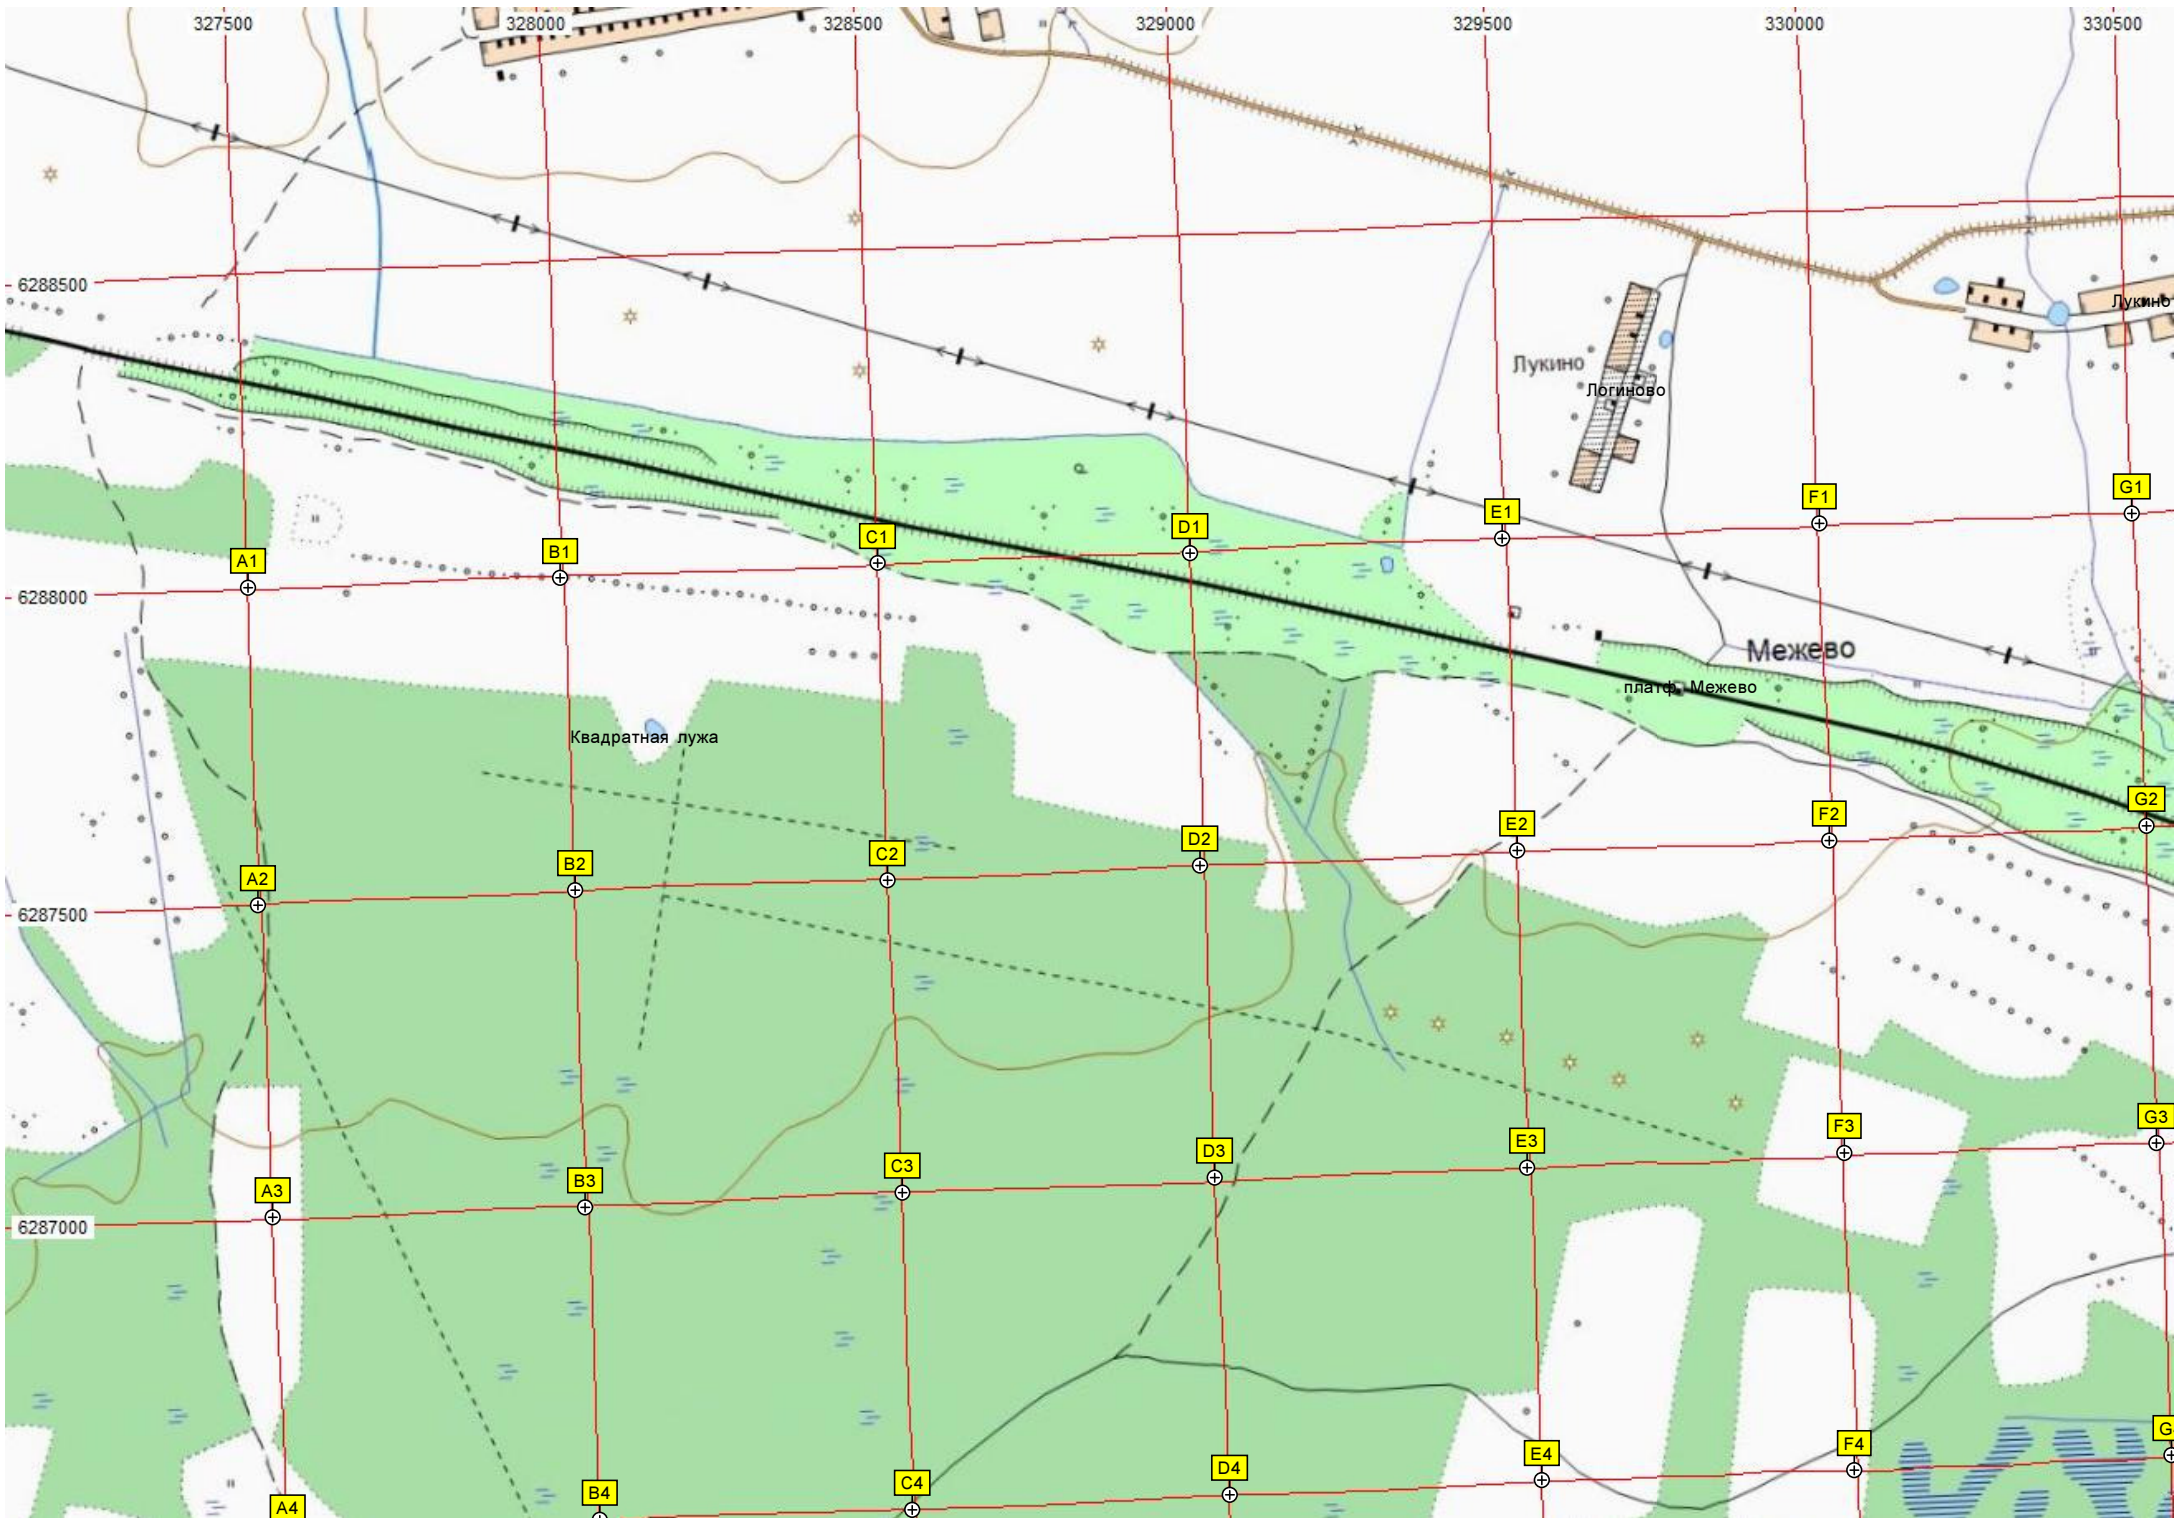 327500 328000 328500 329000 329500 330000 330500
6288500
Лукино
Лукино
Логиново
G1
F1
E1
D1
C1
B1
A1
6288000
Межево
платф. Межево
Квадратная лужа
G2
F2
E2
D2
C2
B2
A2
6287500
G3
F3
E3
D3
C3
B3
A3
6287000
G
F4
E4
D4
C4
B4
A4